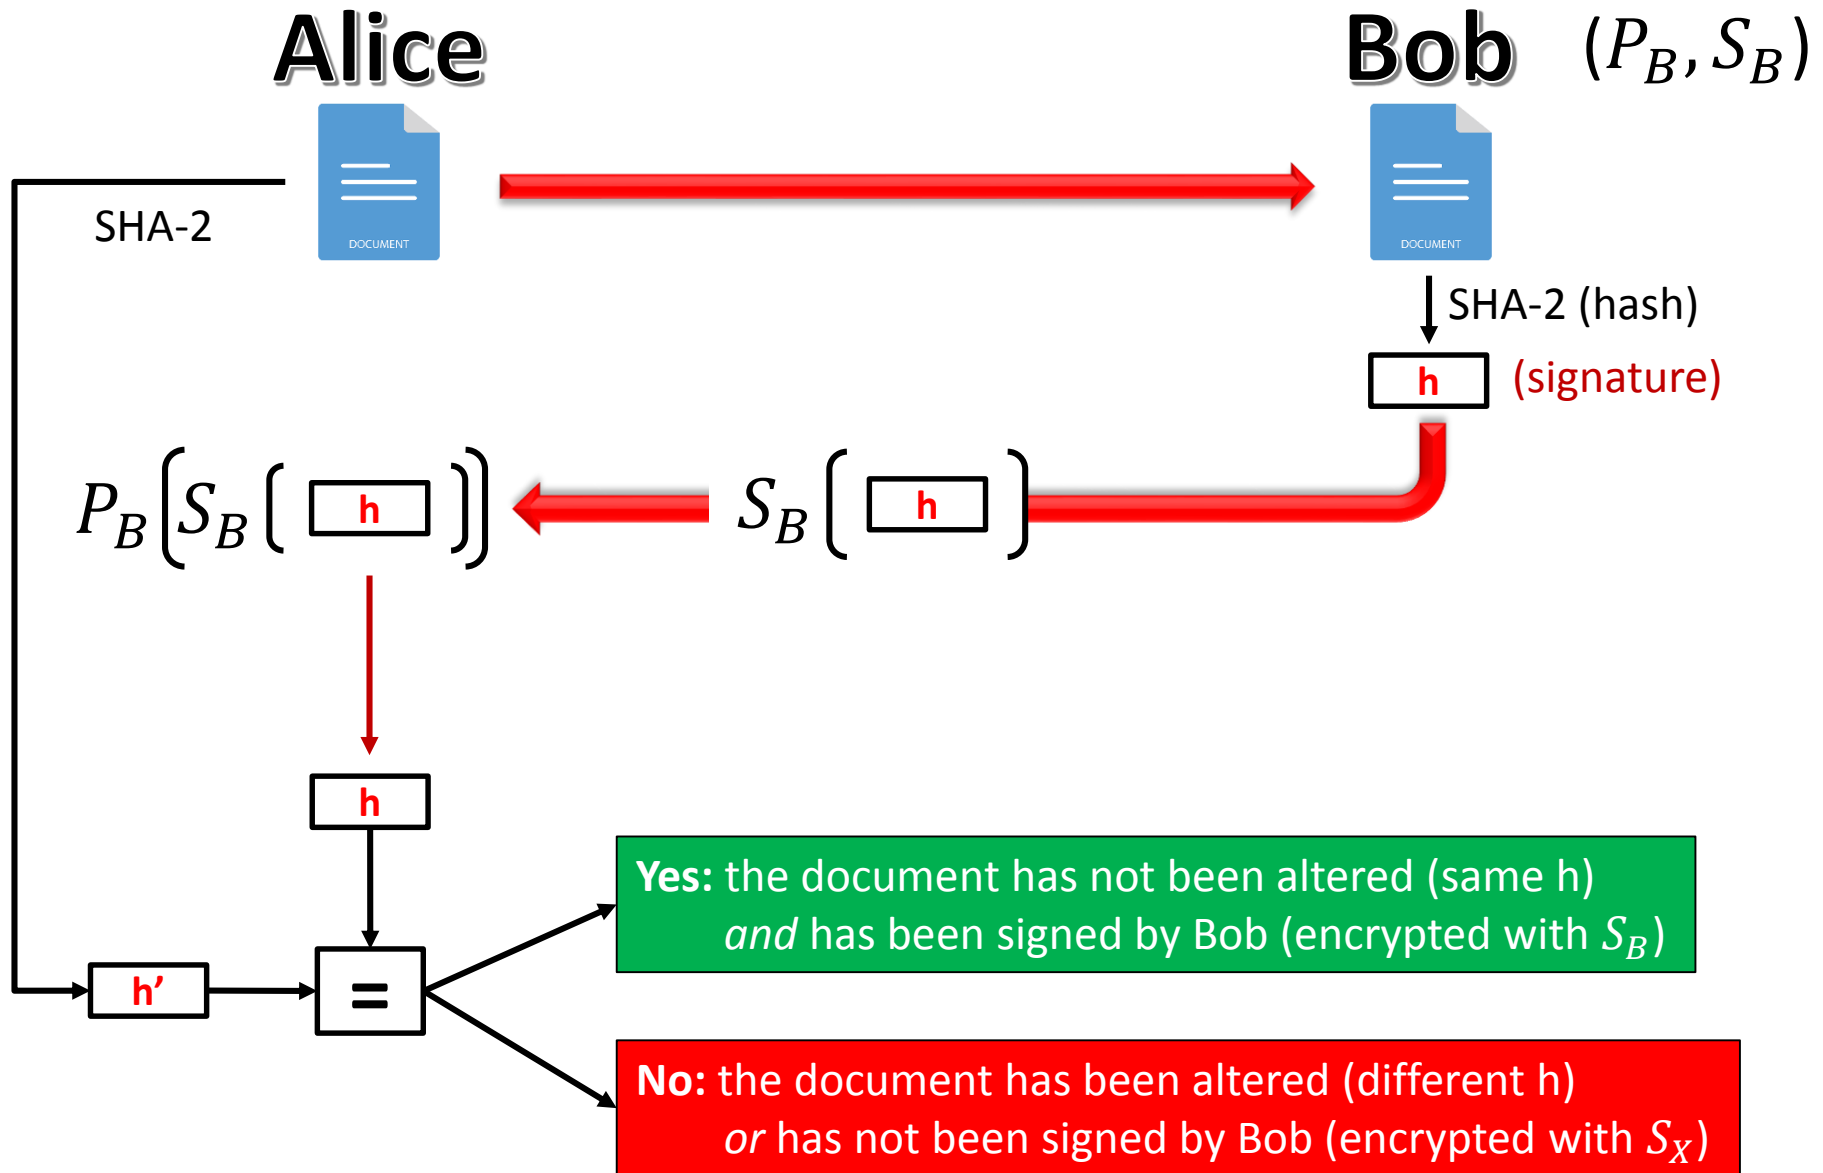 Alice
Bob
(P_B, S_B)
DOCUMENT
DOCUMENT
SHA-2
SHA-2 (hash)
h
(signature)
P_B(S_B( h ))
S_B( h )
h
Yes: the document has not been altered (same h)
and has been signed by Bob (encrypted with S_B)
h’
=
No: the document has been altered (different h)
or has not been signed by Bob (encrypted with S_X)